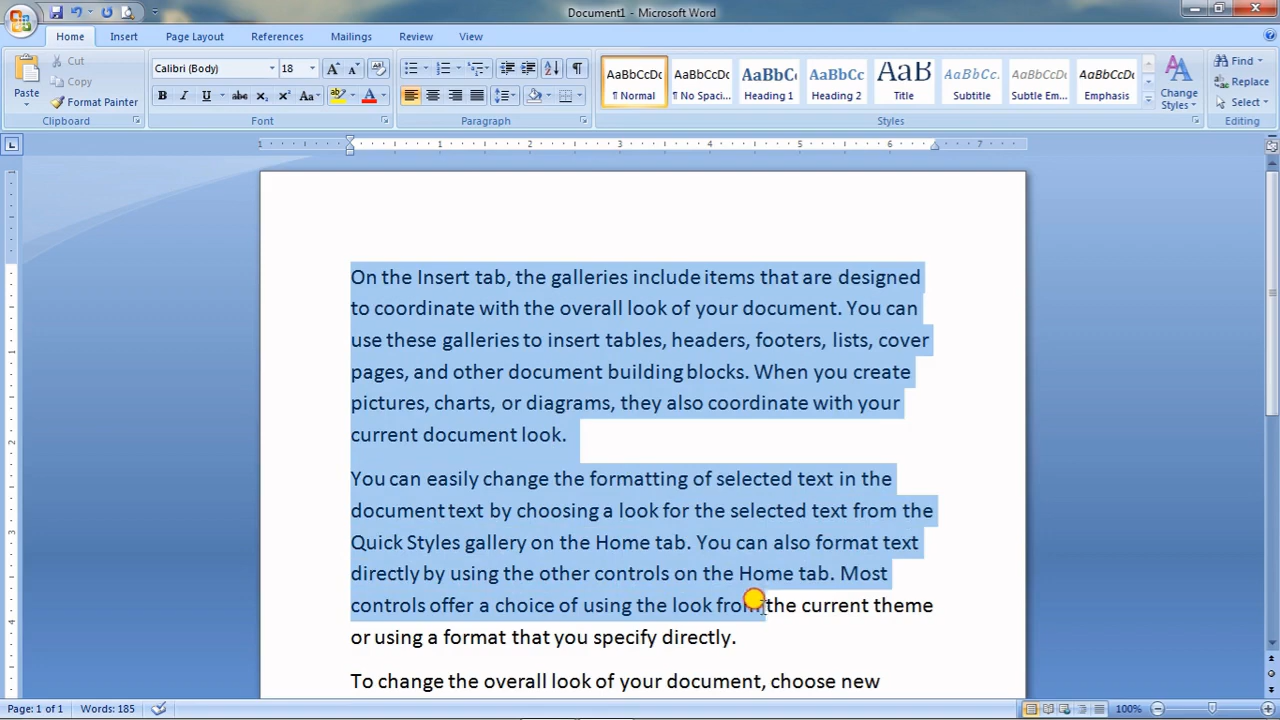 Document1 - Microsoft Word
Home Insert Page Layout References Mailings Review View
Paste
Cut
Copy
Format Painter
Clipboard
Calibri (Body) 18
Font
Paragraph
AaBbCcDc AaBbCcDc AaBbCc AaBbCc AaB AaBbCc. AaBbCcDc AaBbCcDc
¶ Normal ¶ No Spaci... Heading 1 Heading 2 Title Subtitle Subtle Em... Emphasis
Change Styles
Styles
Find
Replace
Select
Editing
1 1 2 3 4 5 6 7
On the Insert tab, the galleries include items that are designed
to coordinate with the overall look of your document. You can
use these galleries to insert tables, headers, footers, lists, cover
pages, and other document building blocks. When you create
pictures, charts, or diagrams, they also coordinate with your
current document look.
You can easily change the formatting of selected text in the
document text by choosing a look for the selected text from the
Quick Styles gallery on the Home tab. You can also format text
directly by using the other controls on the Home tab. Most
controls offer a choice of using the look from the current theme
or using a format that you specify directly.
To change the overall look of your document, choose new
Page: 1 of 1 Words: 185 100%